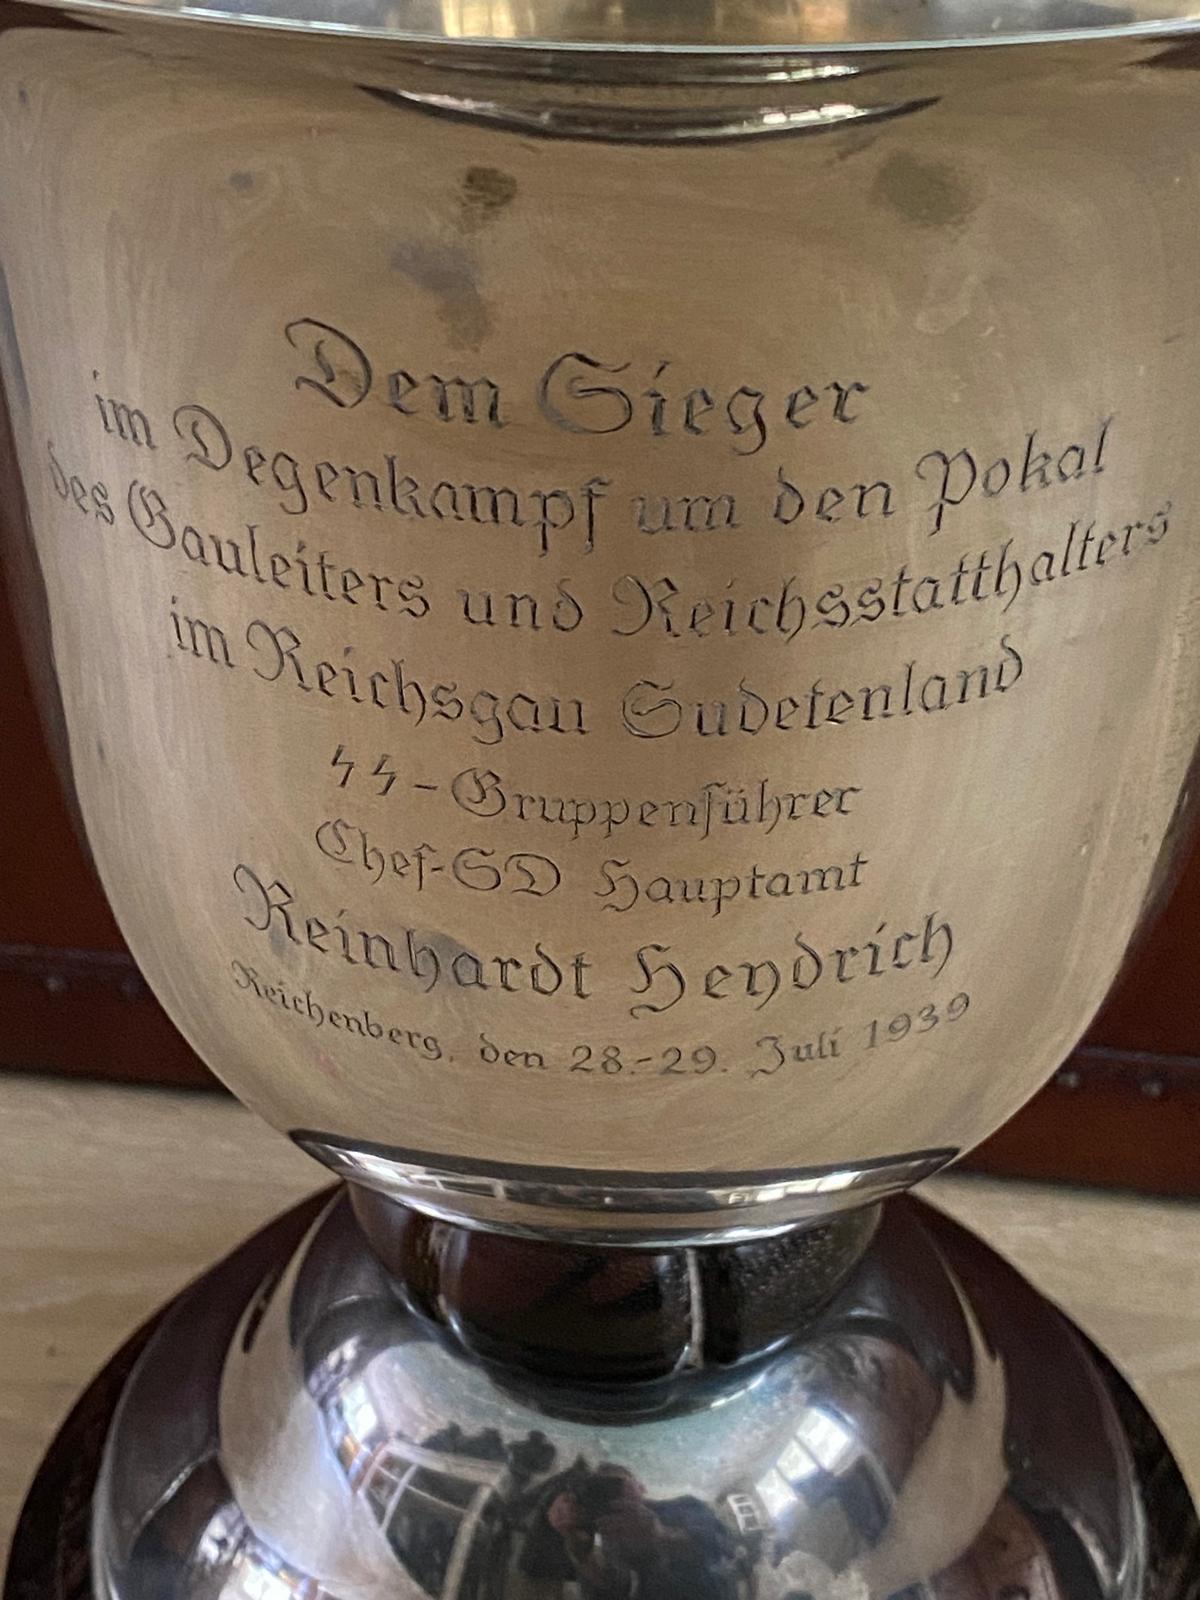 Dem Sieger
im Degenkampf um den Pokal
des Gauleiters und Reichsstatthalters
im Reichsgau Sudetenland
ᛋᛋ-Gruppenführer
Chef-SD Hauptamt
Reinhardt Heydrich
Reichenberg, den 28.-29. Juli 1939